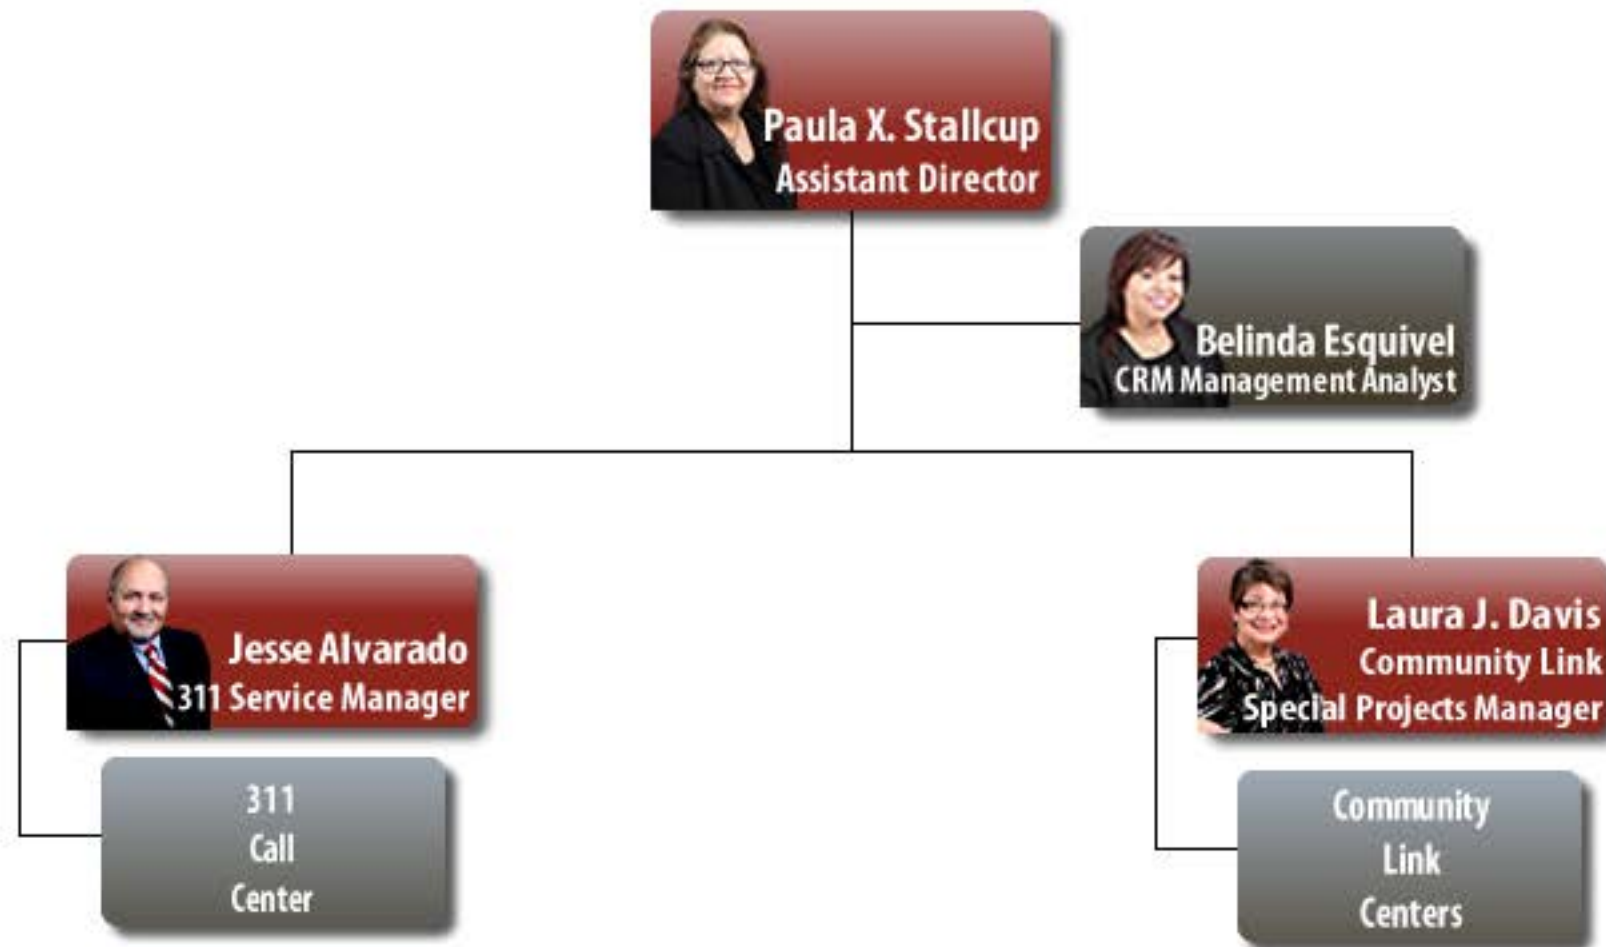 Paula X. Stallcup
Assistant Director
Belinda Esquivel
CRM Management Analyst
Jesse Alvarado
311 Service Manager
311
Call
Center
Laura J. Davis
Community Link
Special Projects Manager
Community
Link
Centers